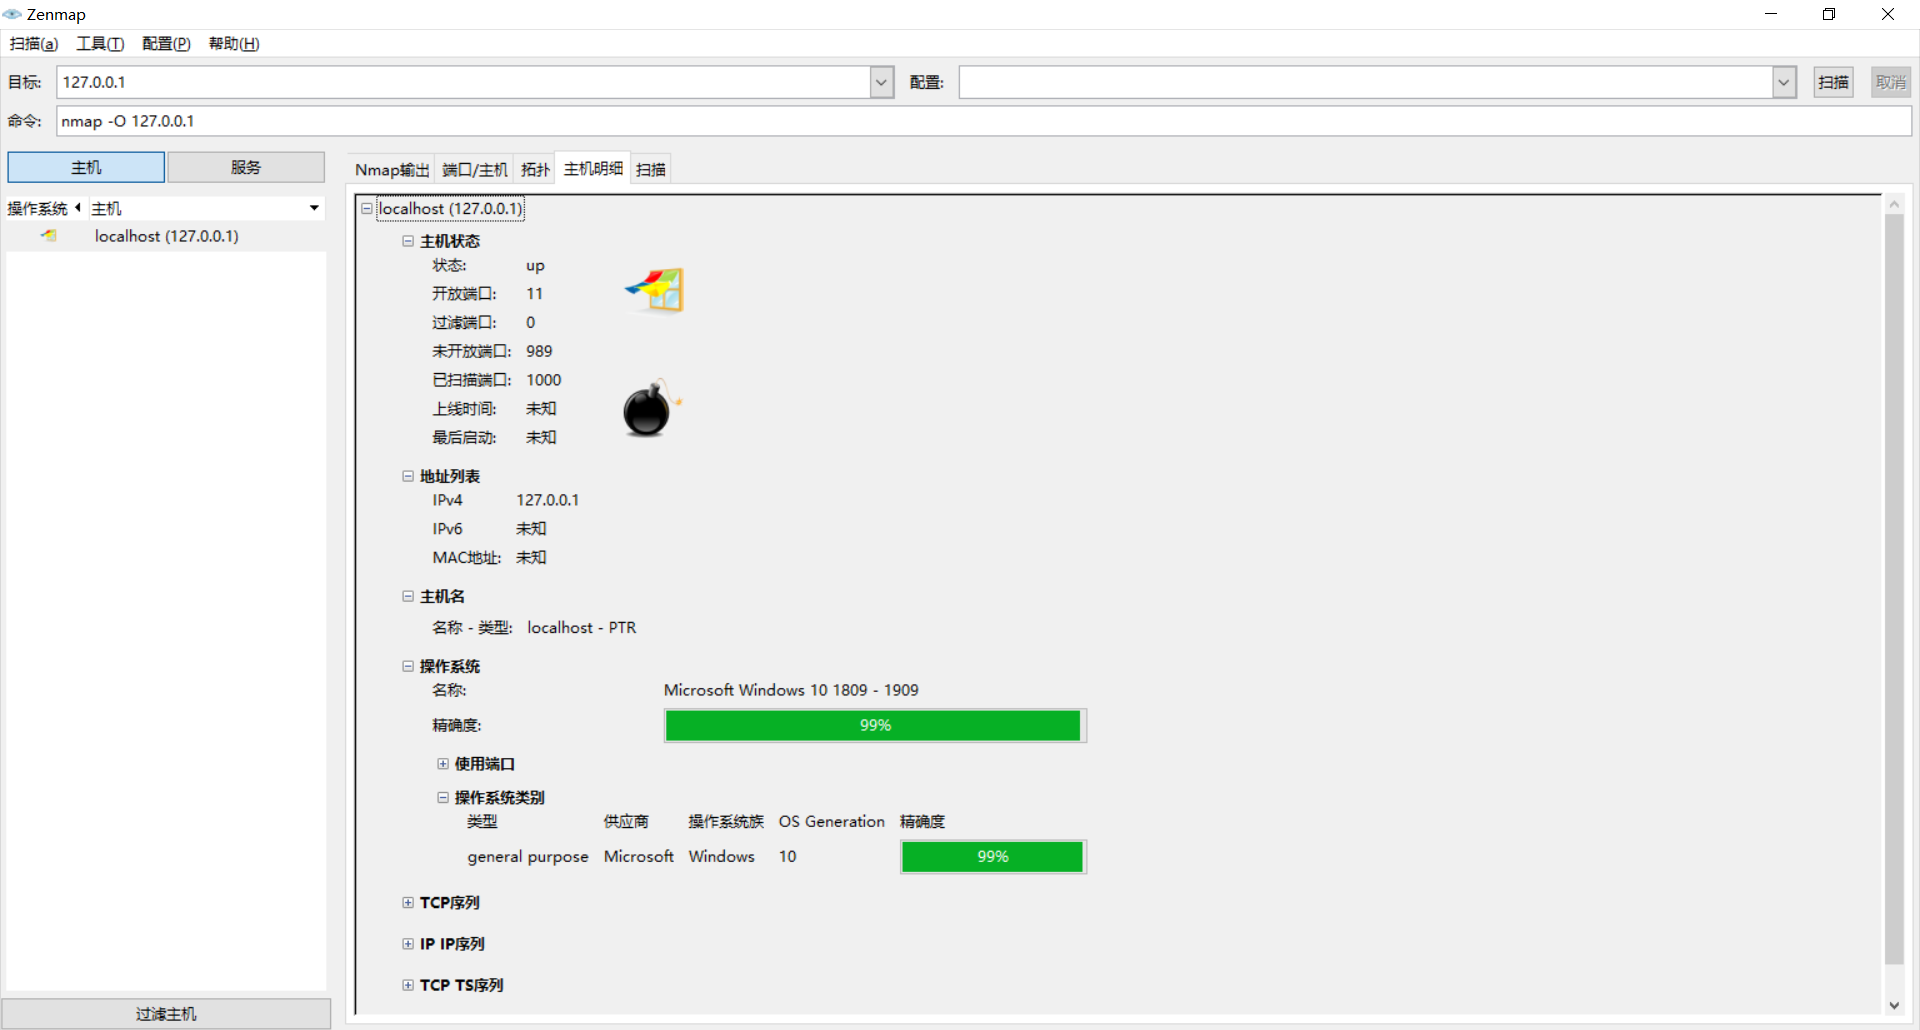 Zenmap
扫描(a) 工具(T) 配置(P) 帮助(H)
目标: 127.0.0.1 配置: 扫描 取消
命令: nmap -O 127.0.0.1
主机 服务
Nmap输出 端口/主机 拓扑 主机明细 扫描
操作系统 主机
localhost (127.0.0.1)
localhost (127.0.0.1)
主机状态
状态: up
开放端口: 11
过滤端口: 0
未开放端口: 989
已扫描端口: 1000
上线时间: 未知
最后启动: 未知
地址列表
IPv4 127.0.0.1
IPv6 未知
MAC地址: 未知
主机名
名称 - 类型: localhost - PTR
操作系统
名称: Microsoft Windows 10 1809 - 1909
精确度: 99%
使用端口
操作系统类别
类型 供应商 操作系统族 OS Generation 精确度
general purpose Microsoft Windows 10 99%
TCP序列
IP IP序列
TCP TS序列
过滤主机